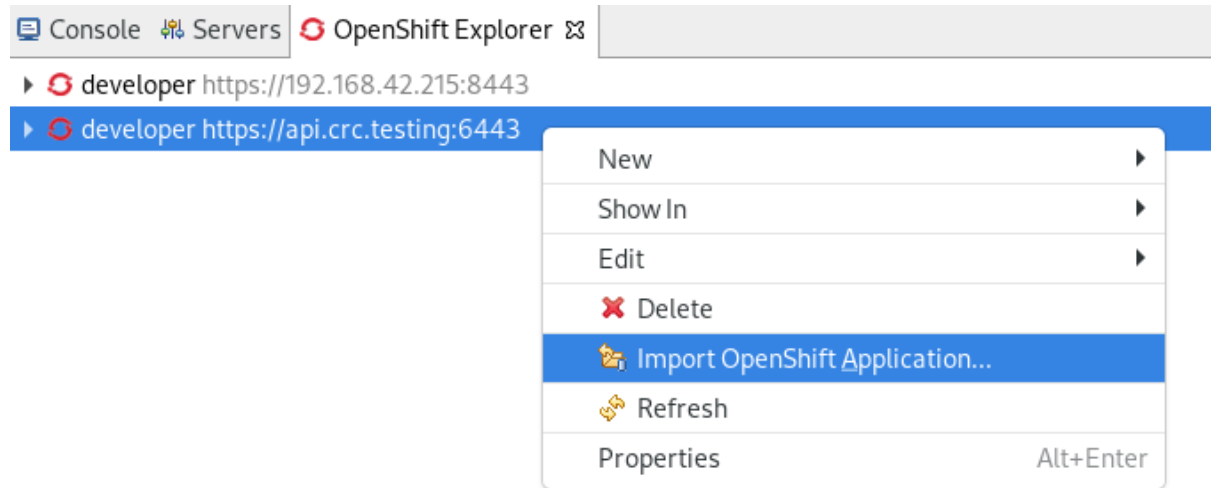 Console Servers OpenShift Explorer
developer https://192.168.42.215:8443
developer https://api.crc.testing:6443
New
Show In
Edit
Delete
Import OpenShift Application...
Refresh
Properties Alt+Enter